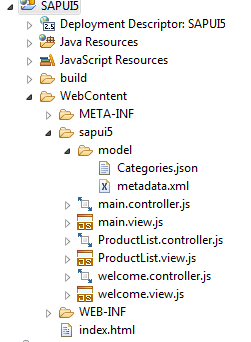 SAPUI5
Deployment Descriptor: SAPUI5
Java Resources
JavaScript Resources
build
WebContent
META-INF
sapui5
model
Categories.json
metadata.xml
main.controller.js
main.view.js
ProductList.controller.js
ProductList.view.js
welcome.controller.js
welcome.view.js
WEB-INF
index.html